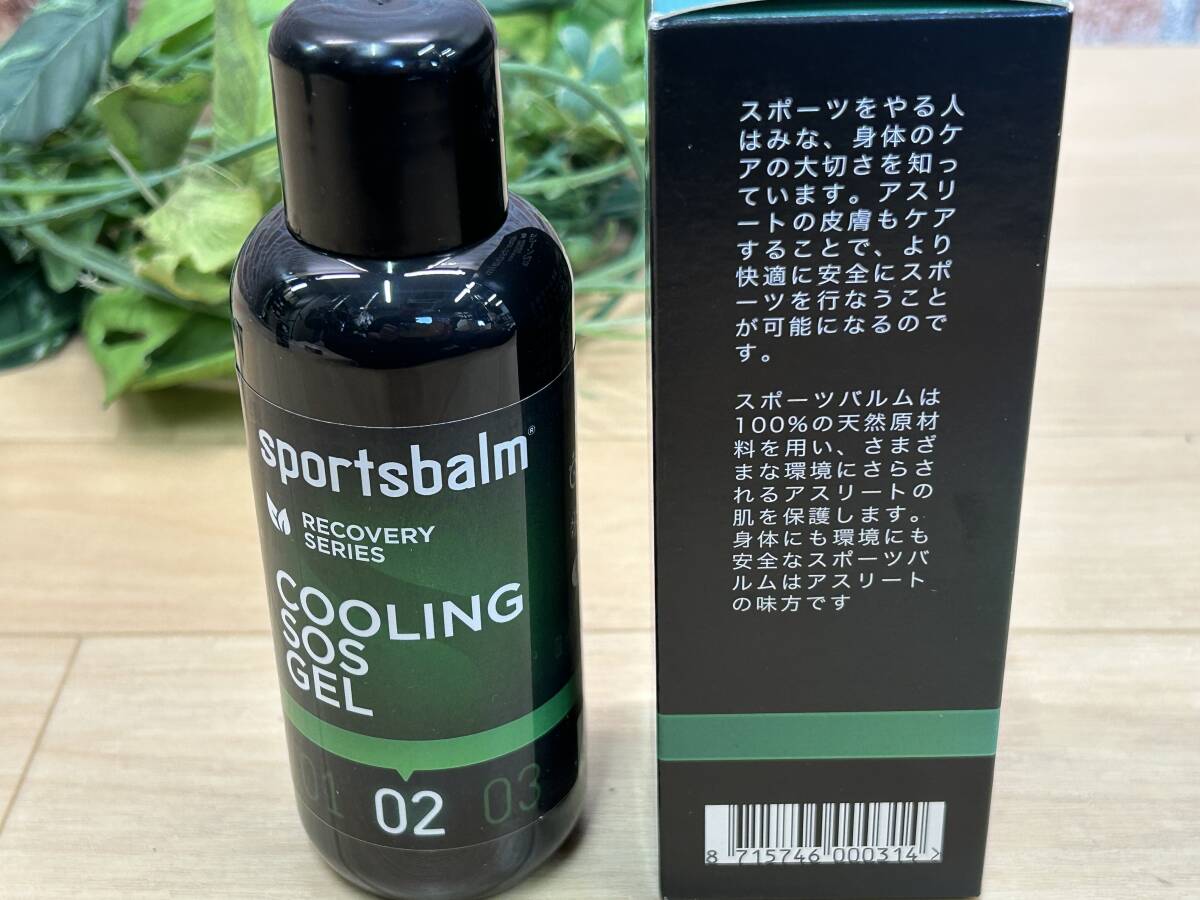 sportsbalm®
RECOVERY
SERIES
COOLING
SOS
GEL
01 02 03
スポーツをやる人
はみな、身体のケ
アの大切さを知っ
ています。アスリ
ートの皮膚もケア
することで、より
快適に安全にスポ
ーツを行なうこと
が可能になるので
す。
スポーツバルムは
100%の天然原材
料を用い、さまざ
まな環境にさらさ
れるアスリートの
肌を保護します。
身体にも環境にも
安全なスポーツバ
ルムはアスリート
の味方です
8 715746 000314 >